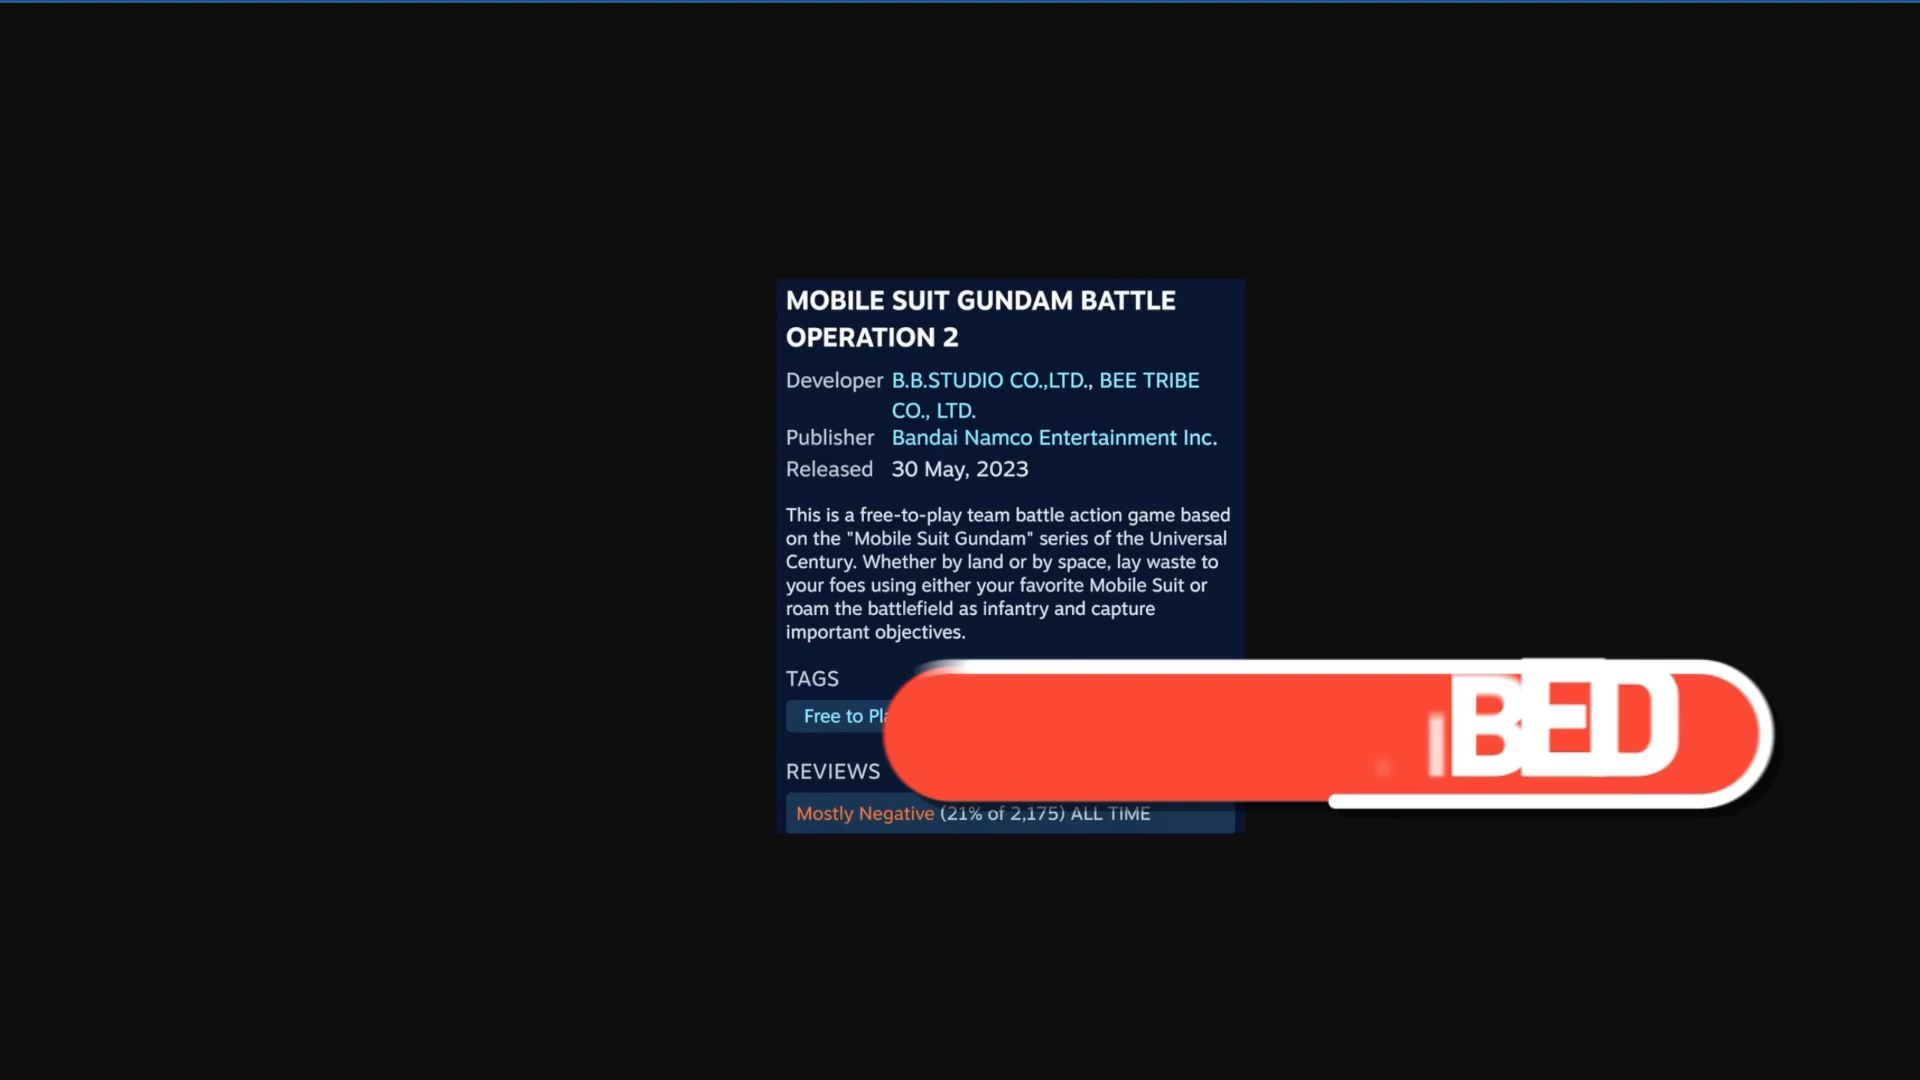 MOBILE SUIT GUNDAM BATTLE
OPERATION 2
Developer B.B.STUDIO CO.,LTD., BEE TRIBE
CO., LTD.
Publisher Bandai Namco Entertainment Inc.
Released 30 May, 2023
This is a free-to-play team battle action game based
on the "Mobile Suit Gundam" series of the Universal
Century. Whether by land or by space, lay waste to
your foes using either your favorite Mobile Suit or
roam the battlefield as infantry and capture
important objectives.
TAGS
Free to Pla
BED
REVIEWS
Mostly Negative (21% of 2,175) ALL TIME